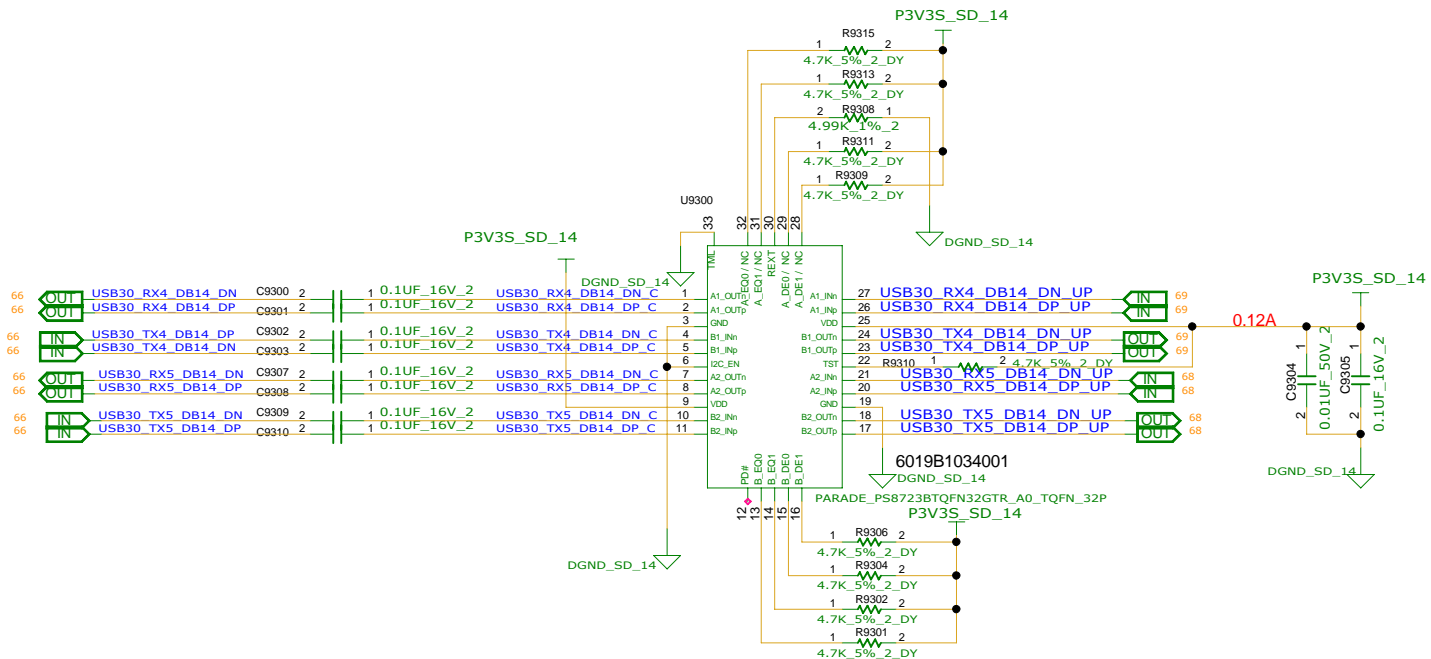 P3V3S_SD_14
R9315
1 2
4.7K_5%_2_DY
R9313
1 2
4.7K_5%_2_DY
R9308
2 1
4.99K_1%_2
R9311
1 2
4.7K_5%_2_DY
R9309
1 2
4.7K_5%_2_DY
DGND_SD_14
U9300
33 32 31 30 29 28
TML A_EQ0/ NC A_EQ1/ NC REXT A_DE0/ NC A_DE1/ NC
P3V3S_SD_14
DGND_SD_14
66 OUT USB30_RX4_DB14_DN C9300 2 1 0.1UF_16V_2 USB30_RX4_DB14_DN_C 1 A1_OUTn
66 OUT USB30_RX4_DB14_DP C9301 2 1 USB30_RX4_DB14_DP_C 2 A1_OUTp
3 GND
66 IN USB30_TX4_DB14_DP C9302 2 1 0.1UF_16V_2 USB30_TX4_DB14_DN_C 4 B1_INn
66 IN USB30_TX4_DB14_DN C9303 2 1 0.1UF_16V_2 USB30_TX4_DB14_DP_C 5 B1_INp
6 I2C_EN
66 OUT USB30_RX5_DB14_DN C9307 2 1 0.1UF_16V_2 USB30_RX5_DB14_DN_C 7 A2_OUTn
66 OUT USB30_RX5_DB14_DP C9308 2 1 0.1UF_16V_2 USB30_RX5_DB14_DP_C 8 A2_OUTp
9 VDD
66 IN USB30_TX5_DB14_DN C9309 2 1 0.1UF_16V_2 USB30_TX5_DB14_DN_C 10 B2_INn
66 IN USB30_TX5_DB14_DP C9310 2 1 0.1UF_16V_2 USB30_TX5_DB14_DP_C 11 B2_INp
A1_INn 27 USB30_RX4_DB14_DN_UP IN 69
A1_INp 26 USB30_RX4_DB14_DP_UP IN 69
VDD 25 0.12A
B1_OUTn 24 USB30_TX4_DB14_DN_UP OUT 69
B1_OUTp 23 USB30_TX4_DB14_DP_UP OUT 69
TST 22 R9310 1 2 4.7K_5%_2_DY
A2_INn 21 USB30_RX5_DB14_DN_UP IN 68
A2_INp 20 USB30_RX5_DB14_DP_UP IN 68
GND 19
B2_OUTn 18 USB30_TX5_DB14_DN_UP OUT 68
B2_OUTp 17 USB30_TX5_DB14_DP_UP OUT 68
P3V3S_SD_14
C9304 1 2 0.01UF_50V_2
C9305 1 2 0.1UF_16V_2
DGND_SD_14
6019B1034001
DGND_SD_14
PD# B_EQ0 B_EQ1 B_DE0 B_DE1
12 13 14 15 16
PARADE_PS8723BTQFN32GTR_A0_TQFN_32P
P3V3S_SD_14
DGND_SD_14
R9306
1 2
4.7K_5%_2_DY
R9304
1 2
4.7K_5%_2_DY
R9302
1 2
4.7K_5%_2_DY
R9301
1 2
4.7K_5%_2_DY